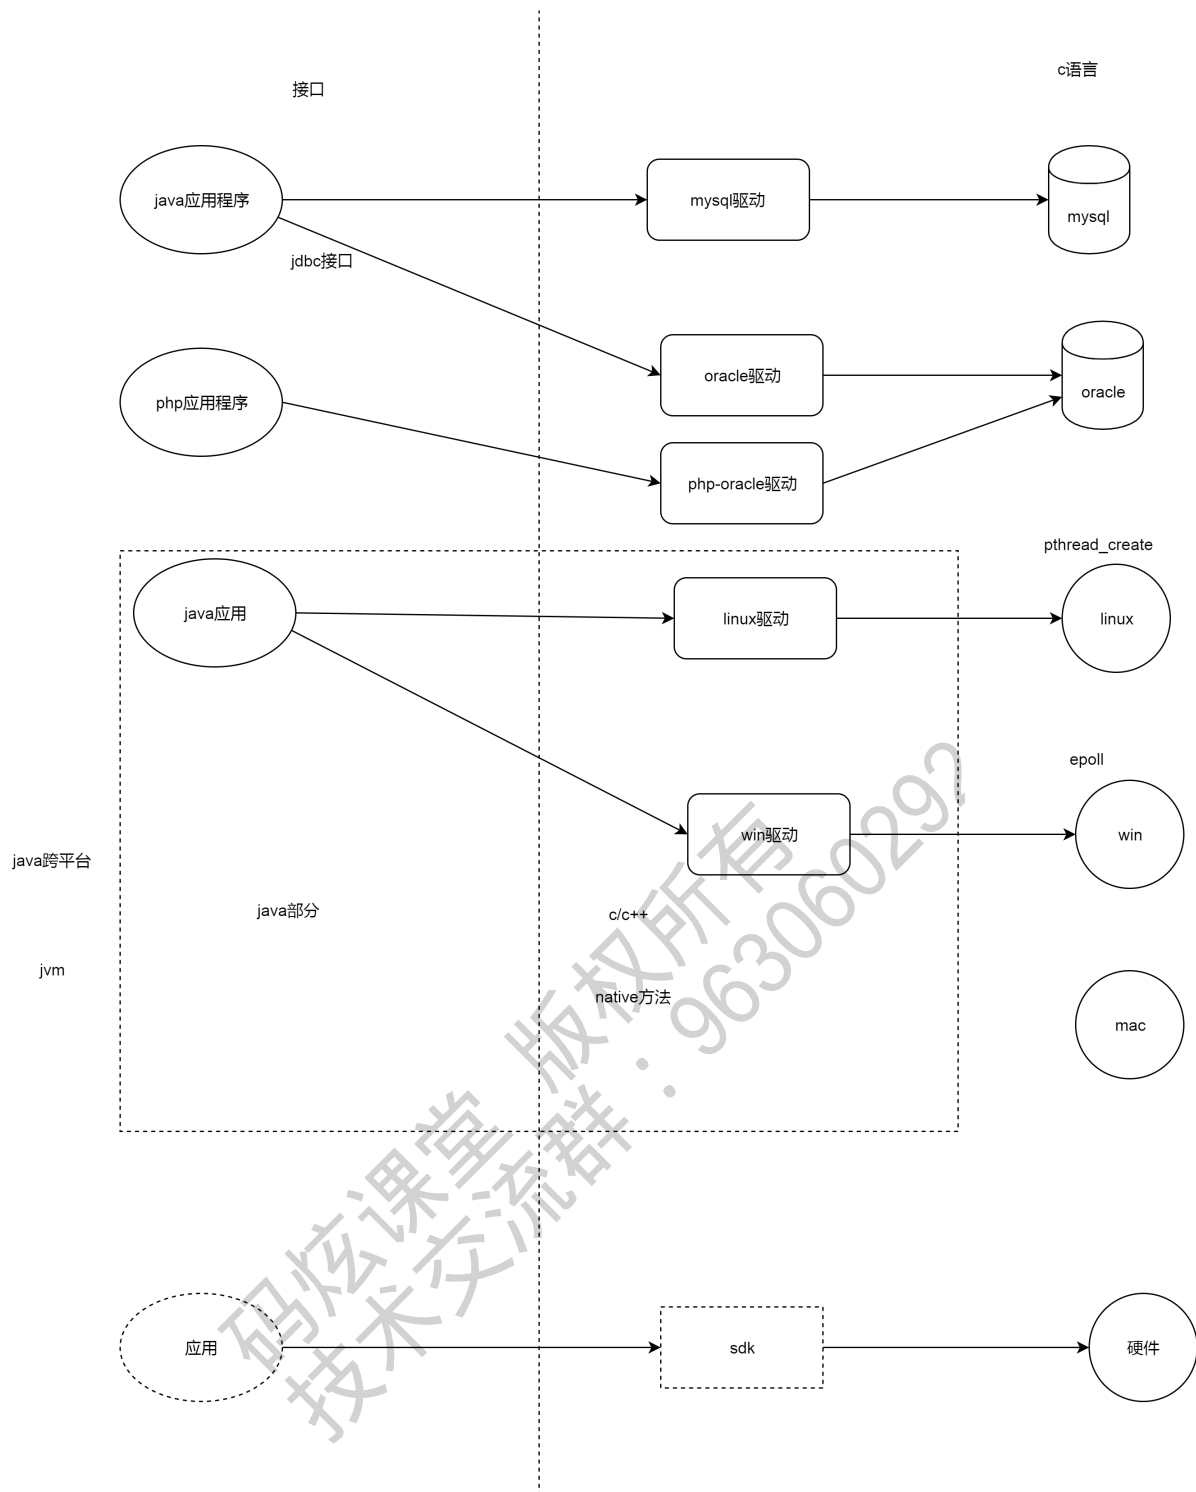 接口
c语言
java应用程序
mysql驱动
mysql
jdbc接口
oracle驱动
oracle
php应用程序
php-oracle驱动
pthread_create
java应用
linux驱动
linux
epoll
win驱动
win
java跨平台
java部分
c/c++
jvm
native方法
mac
应用
sdk
硬件
码炫课堂 版权所有
技术交流群：963060292